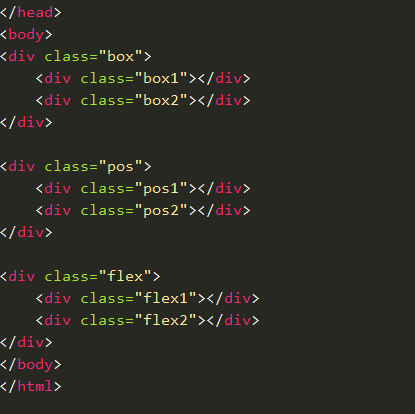 </head>
<body>
<div class="box">
    <div class="box1"></div>
    <div class="box2"></div>
</div>

<div class="pos">
    <div class="pos1"></div>
    <div class="pos2"></div>
</div>

<div class="flex">
    <div class="flex1"></div>
    <div class="flex2"></div>
</div>
</body>
</html>